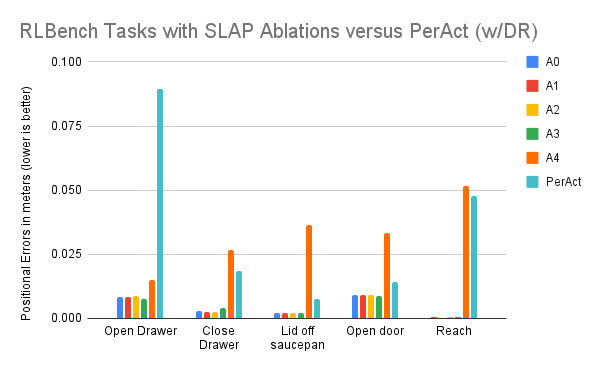 RLBench Tasks with SLAP Ablations versus PerAct (w/DR)
Positional Errors in meters (lower is better)
0.100
0.075
0.050
0.025
0.000
Open Drawer
Close
Drawer
Lid off
saucepan
Open door
Reach
A0
A1
A2
A3
A4
PerAct